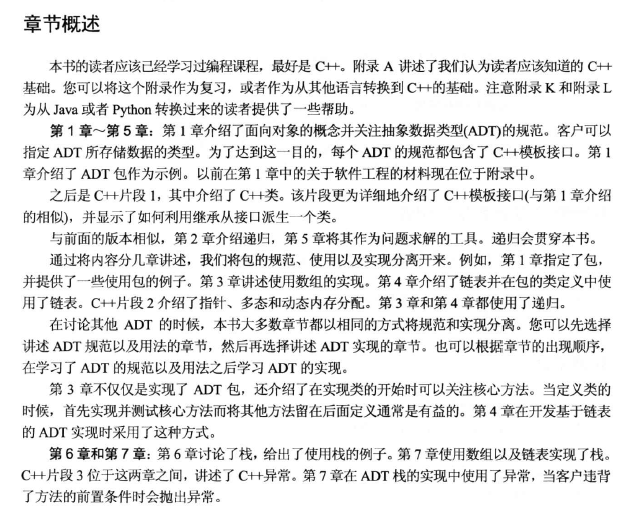 章节概述
本书的读者应该已经学习过编程课程，最好是 C++。附录 A 讲述了我们认为读者应该知道的 C++
基础。您可以将这个附录作为复习，或者作为从其他语言转换到 C++的基础。注意附录 K 和附录 L
为从 Java 或者 Python 转换过来的读者提供了一些帮助。
第 1 章～第 5 章：第 1 章介绍了面向对象的概念并关注抽象数据类型(ADT)的规范。客户可以
指定 ADT 所存储数据的类型。为了达到这一目的，每个 ADT 的规范都包含了 C++模板接口。第 1
章介绍了 ADT 包作为示例。以前在第 1 章中的关于软件工程的材料现在位于附录中。
之后是 C++片段 1，其中介绍了 C++类。该片段更为详细地介绍了 C++模板接口(与第 1 章介绍
的相似)，并显示了如何利用继承从接口派生一个类。
与前面的版本相似，第 2 章介绍递归，第 5 章将其作为问题求解的工具。递归会贯穿本书。
通过将内容分几章讲述，我们将包的规范、使用以及实现分离开来。例如，第 1 章指定了包，
并提供了一些使用包的例子。第 3 章讲述使用数组的实现。第 4 章介绍了链表并在包的类定义中使
用了链表。C++片段 2 介绍了指针、多态和动态内存分配。第 3 章和第 4 章都使用了递归。
在讨论其他 ADT 的时候，本书大多数章节都以相同的方式将规范和实现分离。您可以先选择
讲述 ADT 规范以及用法的章节，然后再选择讲述 ADT 实现的章节。也可以根据章节的出现顺序，
在学习了 ADT 的规范以及用法之后学习 ADT 的实现。
第 3 章不仅仅是实现了 ADT 包，还介绍了在实现类的开始时可以关注核心方法。当定义类的
时候，首先实现并测试核心方法而将其他方法留在后面定义通常是有益的。第 4 章在开发基于链表
的 ADT 实现时采用了这种方式。
第 6 章和第 7 章：第 6 章讨论了栈，给出了使用栈的例子。第 7 章使用数组以及链表实现了栈。
C++片段 3 位于这两章之间，讲述了 C++异常。第 7 章在 ADT 栈的实现中使用了异常，当客户违背
了方法的前置条件时会抛出异常。